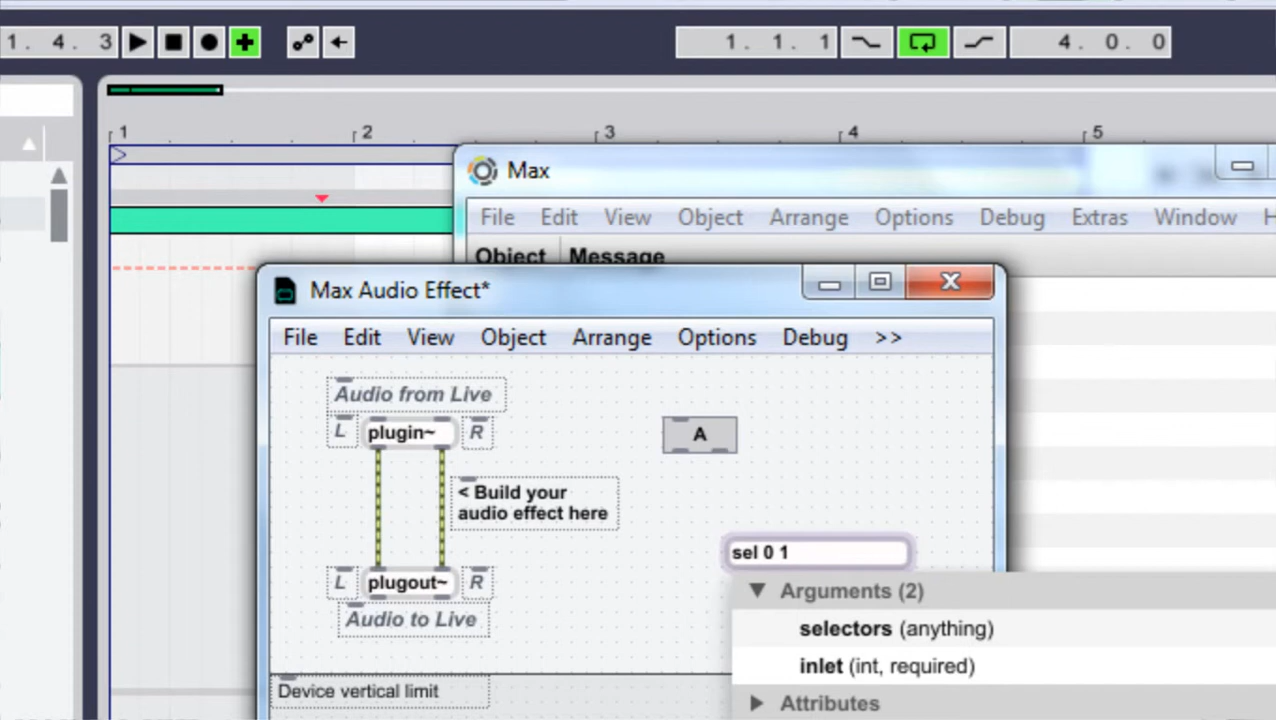 1. 4. 3
1. 1. 1
4. 0. 0
1
2
3
4
5
Max
File Edit View Object Arrange Options Debug Extras Window H
Object Message
Max Audio Effect*
File Edit View Object Arrange Options Debug >>
Audio from Live
L plugin~ R
A
< Build your
audio effect here
sel 0 1
L plugout~ R
Arguments (2)
Audio to Live
selectors (anything)
inlet (int, required)
Device vertical limit
Attributes